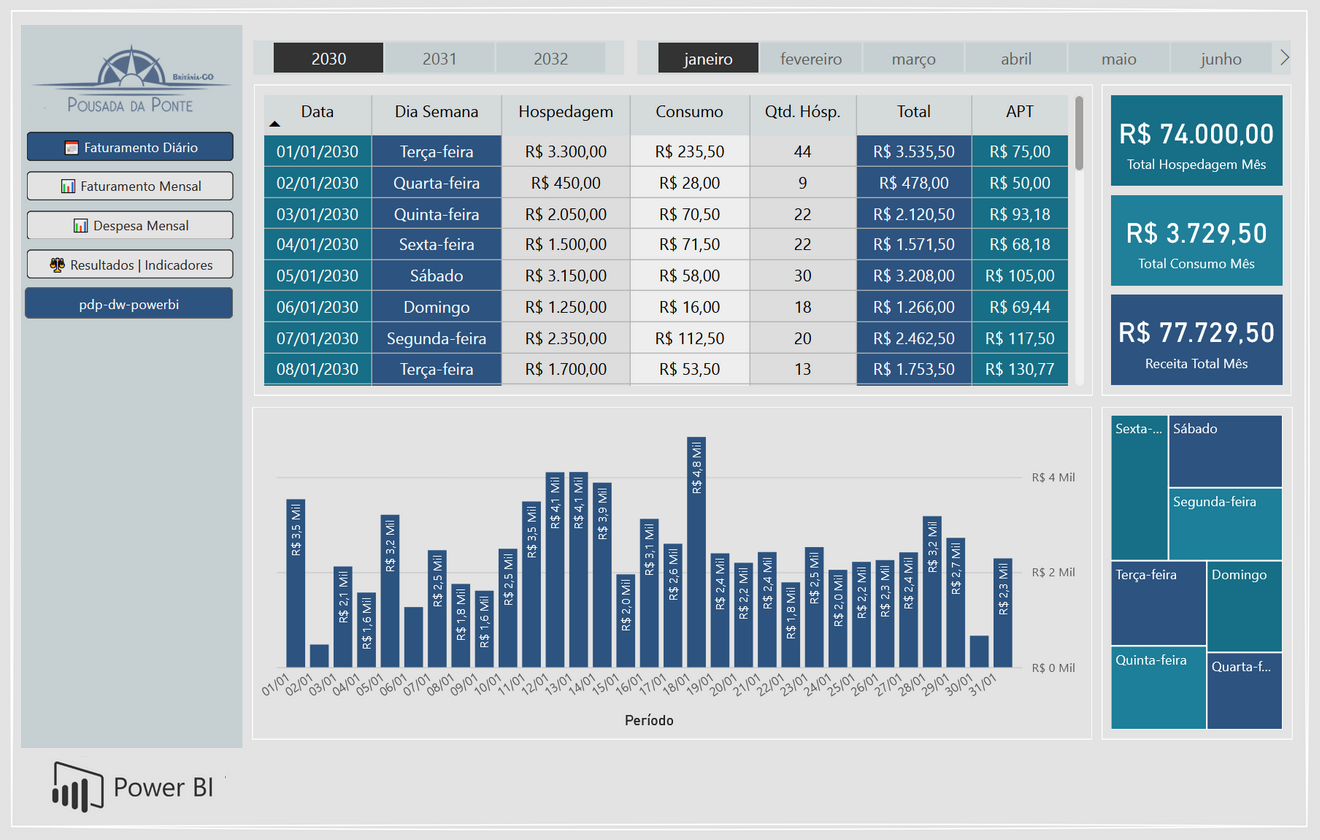 Britânia-GO
POUSADA DA PONTE
Faturamento Diário
Faturamento Mensal
Despesa Mensal
Resultados | Indicadores
pdp-dw-powerbi
2030 2031 2032
janeiro fevereiro março abril maio junho
Data Dia Semana Hospedagem Consumo Qtd. Hósp. Total APT
01/01/2030 Terça-feira R$ 3.300,00 R$ 235,50 44 R$ 3.535,50 R$ 75,00
02/01/2030 Quarta-feira R$ 450,00 R$ 28,00 9 R$ 478,00 R$ 50,00
03/01/2030 Quinta-feira R$ 2.050,00 R$ 70,50 22 R$ 2.120,50 R$ 93,18
04/01/2030 Sexta-feira R$ 1.500,00 R$ 71,50 22 R$ 1.571,50 R$ 68,18
05/01/2030 Sábado R$ 3.150,00 R$ 58,00 30 R$ 3.208,00 R$ 105,00
06/01/2030 Domingo R$ 1.250,00 R$ 16,00 18 R$ 1.266,00 R$ 69,44
07/01/2030 Segunda-feira R$ 2.350,00 R$ 112,50 20 R$ 2.462,50 R$ 117,50
08/01/2030 Terça-feira R$ 1.700,00 R$ 53,50 13 R$ 1.753,50 R$ 130,77
R$ 74.000,00
Total Hospedagem Mês
R$ 3.729,50
Total Consumo Mês
R$ 77.729,50
Receita Total Mês
R$ 4 Mil
R$ 2 Mil
R$ 0 Mil
R$ 3,5 Mil
R$ 2,1 Mil
R$ 1,6 Mil
R$ 3,2 Mil
R$ 2,5 Mil
R$ 1,8 Mil
R$ 1,6 Mil
R$ 2,5 Mil
R$ 3,5 Mil
R$ 4,1 Mil
R$ 4,1 Mil
R$ 3,9 Mil
R$ 2,0 Mil
R$ 3,1 Mil
R$ 2,6 Mil
R$ 4,8 Mil
R$ 2,4 Mil
R$ 2,2 Mil
R$ 2,4 Mil
R$ 1,8 Mil
R$ 2,5 Mil
R$ 2,0 Mil
R$ 2,2 Mil
R$ 2,3 Mil
R$ 2,4 Mil
R$ 3,2 Mil
R$ 2,7 Mil
R$ 2,3 Mil
01/01 02/01 03/01 04/01 05/01 06/01 07/01 08/01 09/01 10/01 11/01 12/01 13/01 14/01 15/01 16/01 17/01 18/01 19/01 20/01 21/01 22/01 23/01 24/01 25/01 26/01 27/01 28/01 29/01 30/01 31/01
Período
Sexta-... Sábado
Segunda-feira
Terça-feira Domingo
Quinta-feira Quarta-f...
Power BI